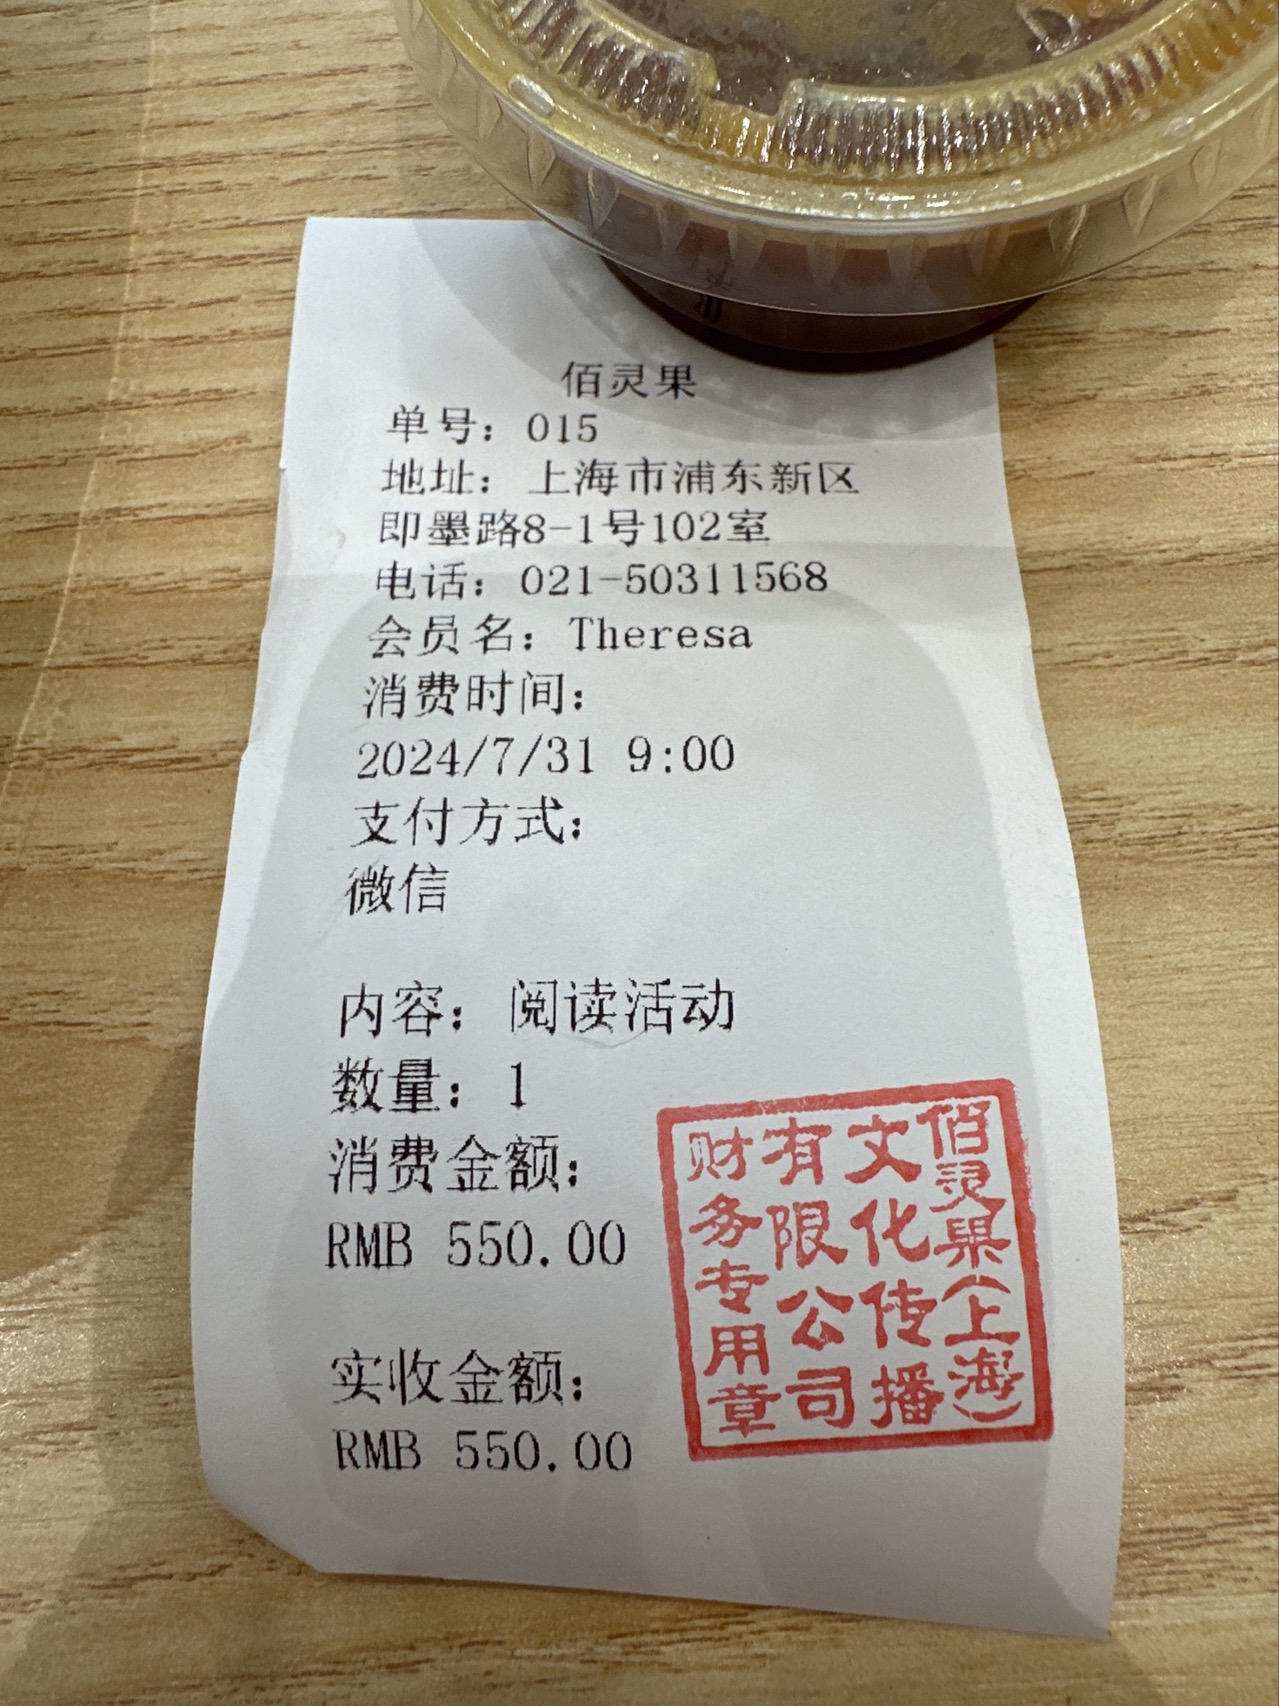 佰灵果
单号：015
地址：上海市浦东新区
即墨路8-1号102室
电话：021-50311568
会员名：Theresa
消费时间：
2024/7/31 9:00
支付方式：
微信
内容：阅读活动
数量：1
消费金额：
RMB 550.00
实收金额：
RMB 550.00
佰灵果(上海)
文化传播
有限公司
财务专用章